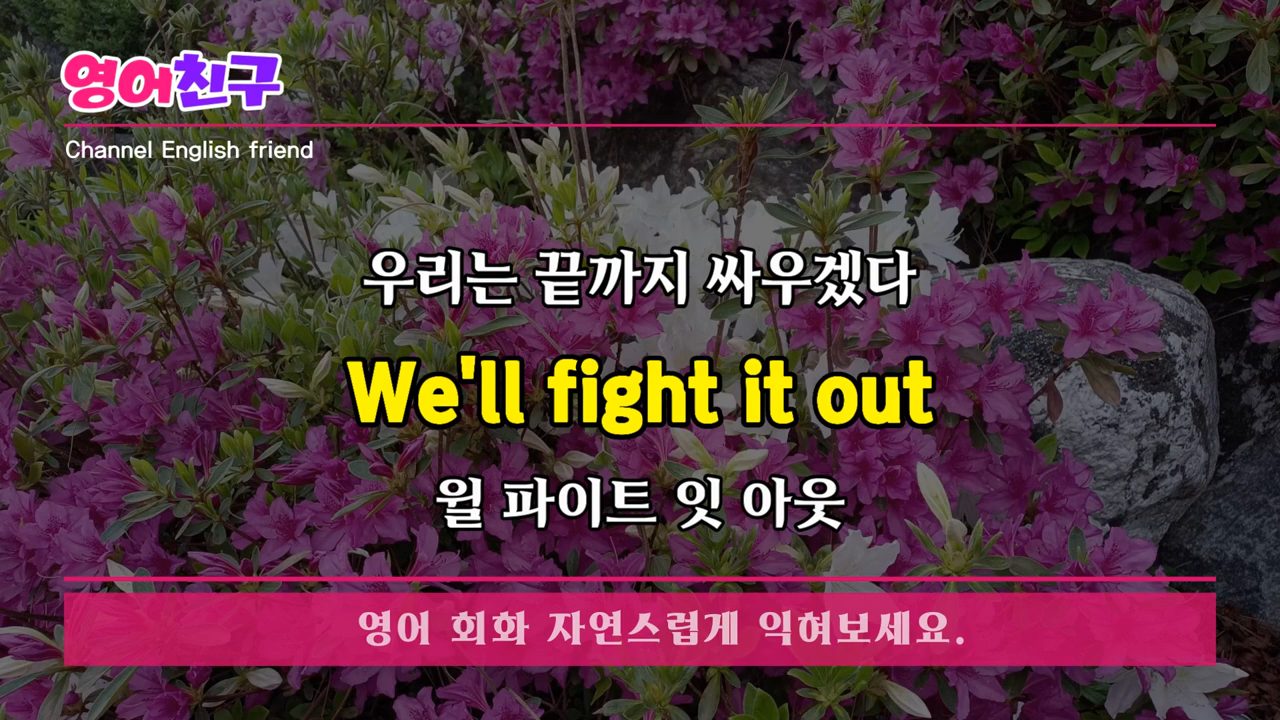 영어친구
Channel English friend
우리는 끝까지 싸우겠다
We'll fight it out
윌 파이트 잇 아웃
영어 회화 자연스럽게 익혀보세요.